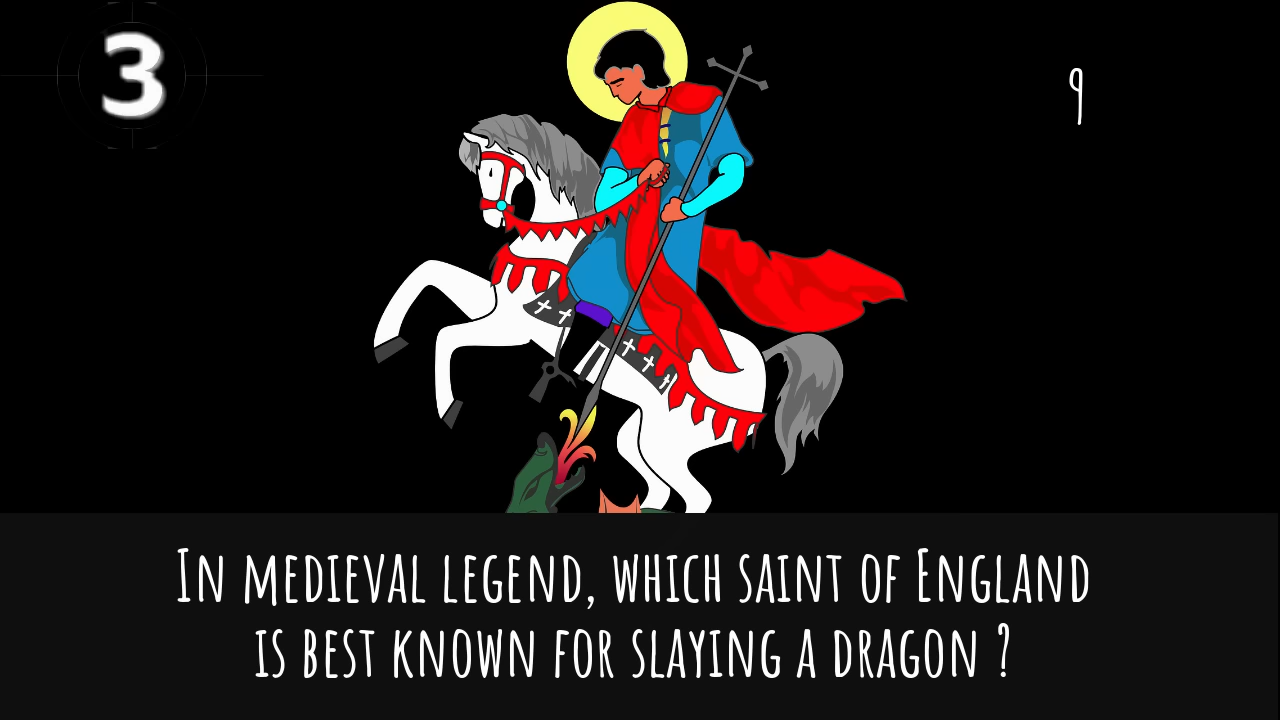 3
9
In medieval legend, which saint of England
is best known for slaying a dragon ?